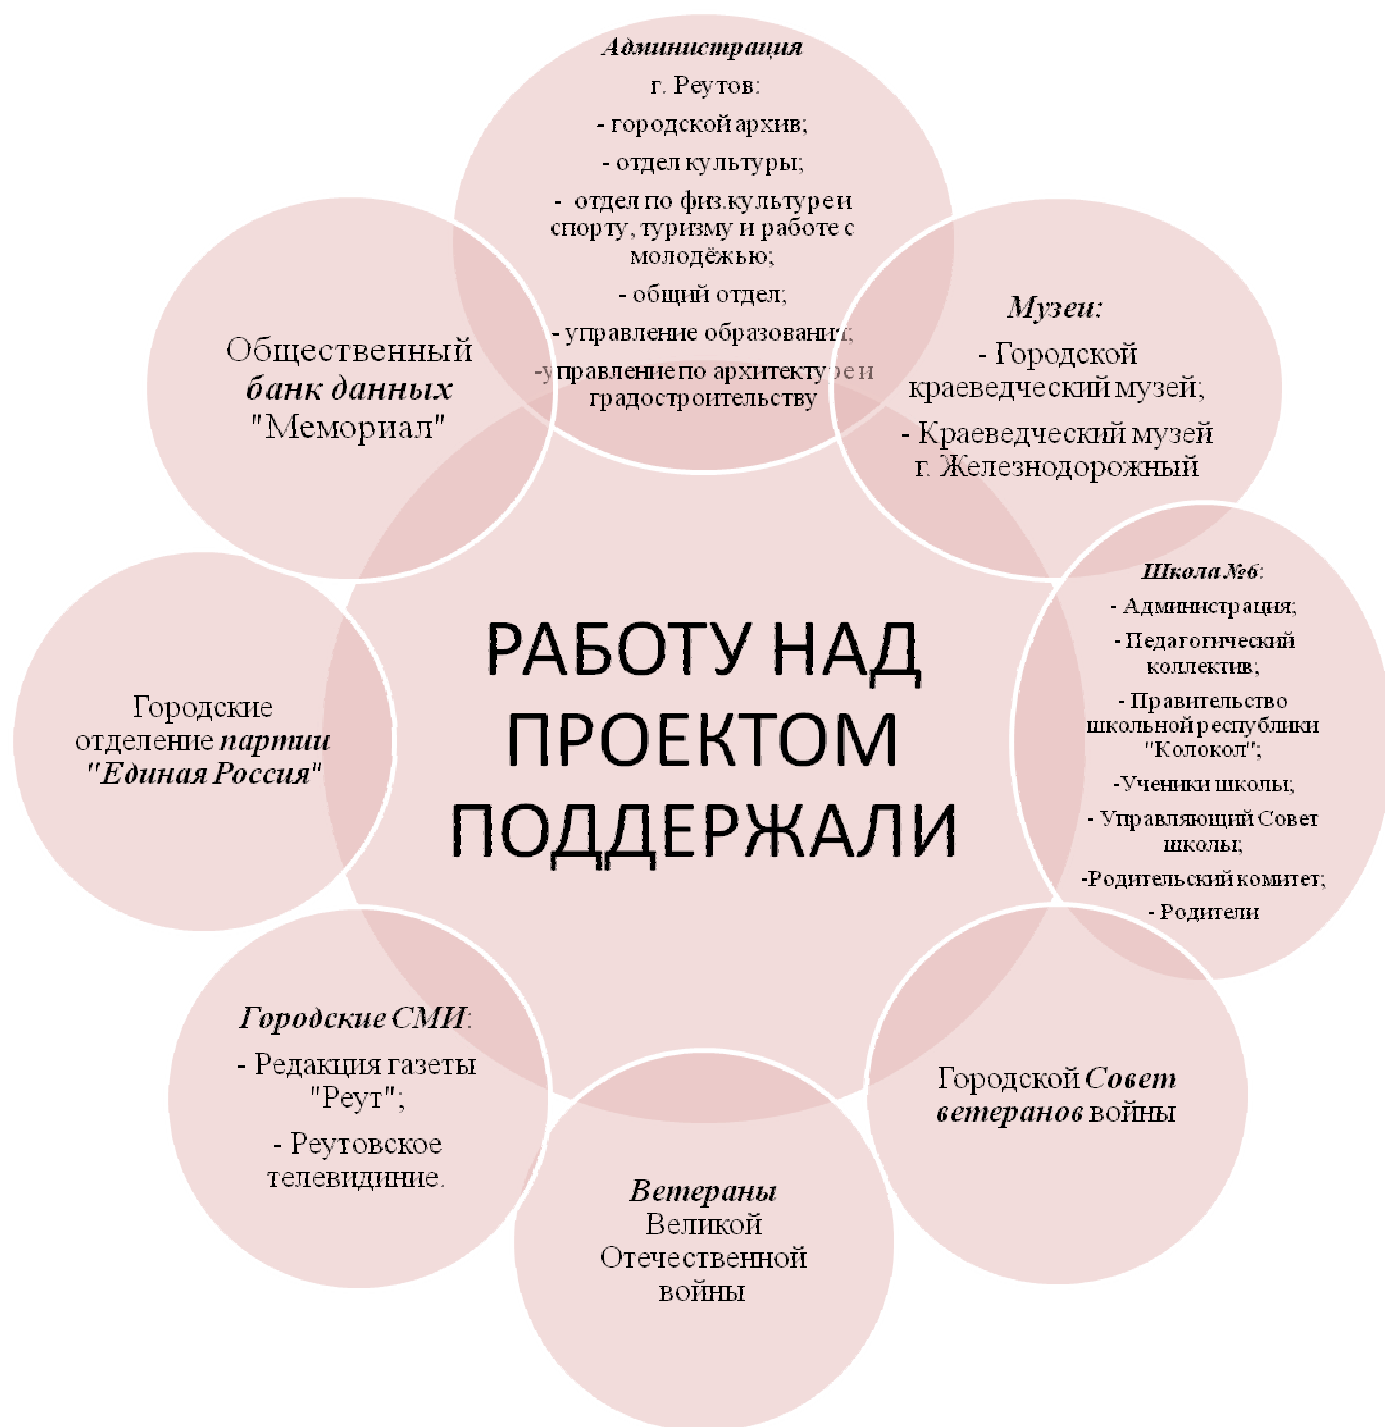 Администрация
г. Реутов:
- городской архив;
- отдел культуры;
- отдел по физ.культуре и
спорту, туризму и работе с
молодёжью;
- общий отдел;
- управление образования;
-управление по архитектуре и
градостроительству
Музеи:
- Городской
краеведческий музей;
- Краеведческий музей
г. Железнодорожный
Школа №6:
- Администрация;
- Педагогический
коллектив;
- Правительство
школьной республики
"Колокол";
-Ученики школы;
- Управляющий Совет
школы;
-Родительский комитет;
- Родители
Городской Совет
ветеранов войны
Ветераны
Великой
Отечественной
войны
Городские СМИ:
- Редакция газеты
"Реут";
- Реутовское
телевидиние.
Городские
отделение партии
"Единая Россия"
Общественный
банк данных
"Мемориал"
РАБОТУ НАД
ПРОЕКТОМ
ПОДДЕРЖАЛИ